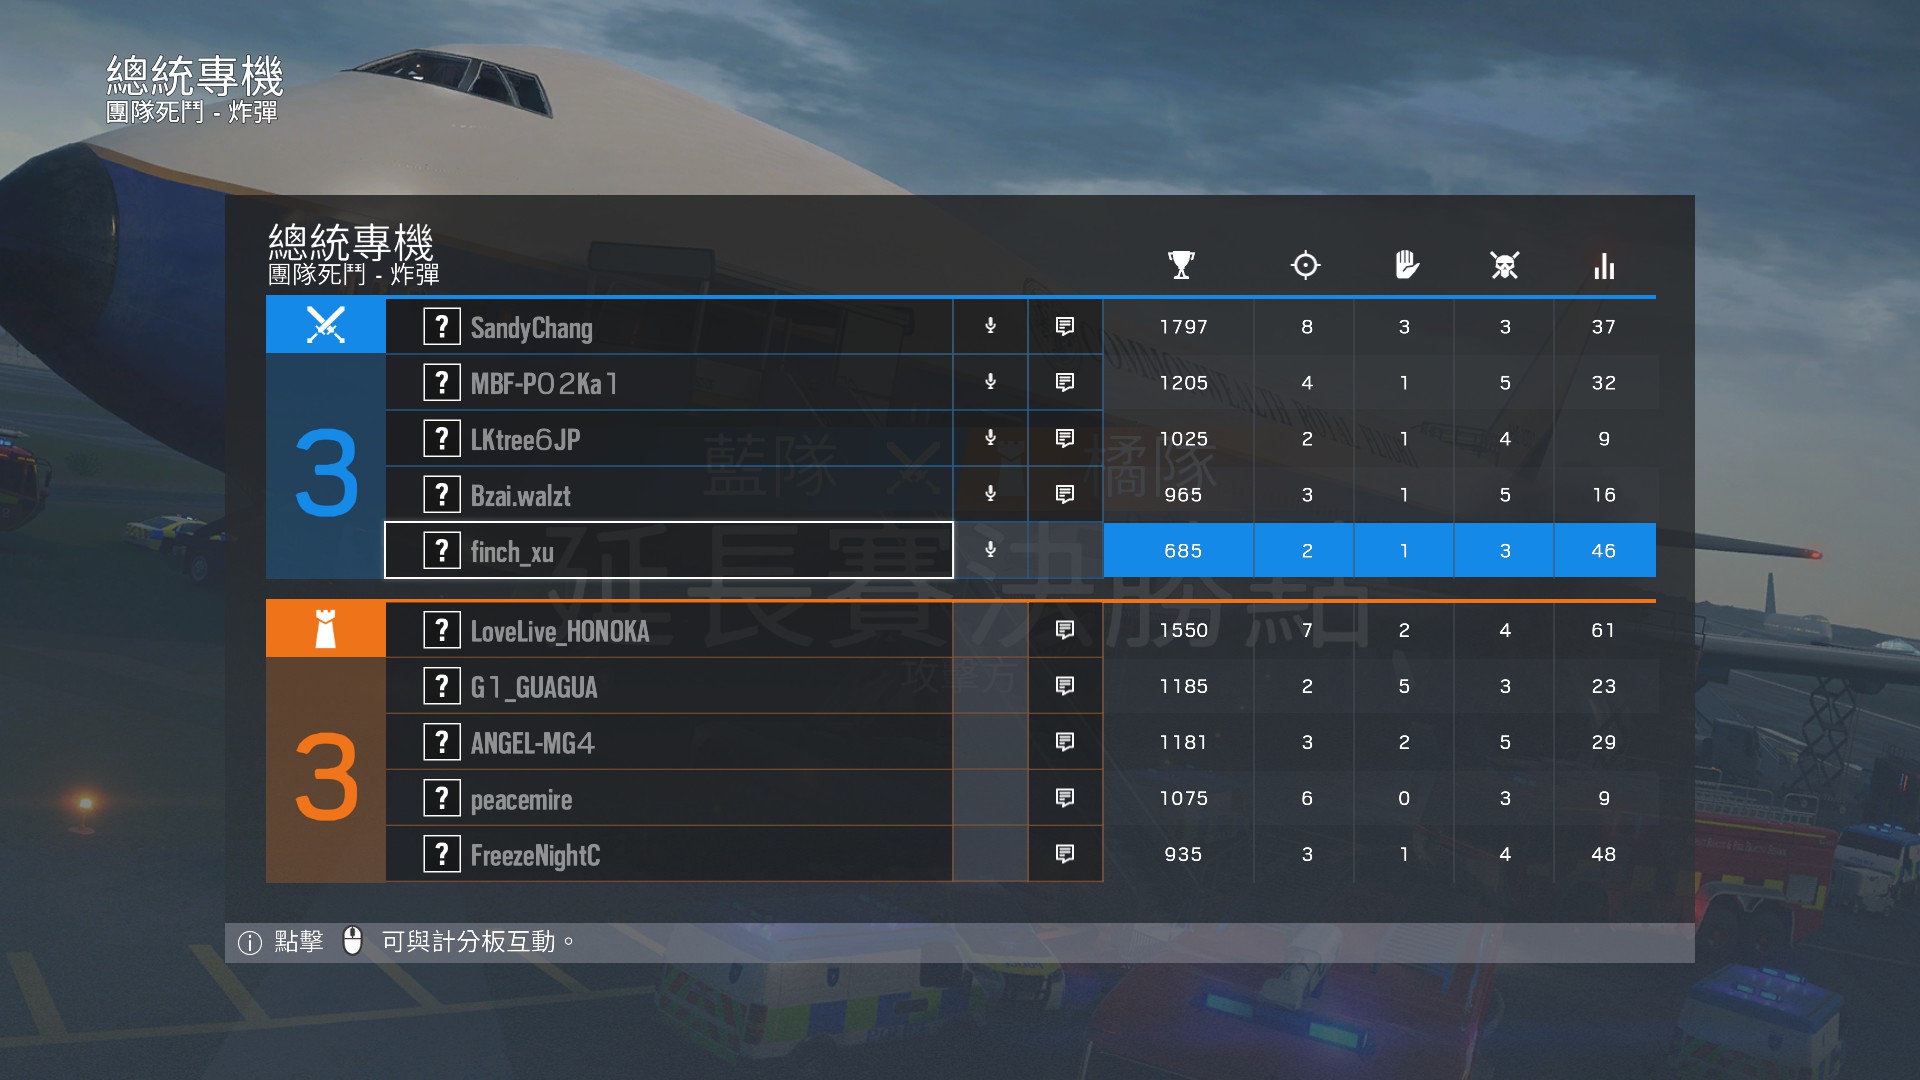 總統專機
團隊死鬥 - 炸彈
總統專機
團隊死鬥 - 炸彈
? SandyChang 1797 8 3 3 37
? MBF-P02Ka1 1205 4 1 5 32
? LKtree6JP 1025 2 1 4 9
藍隊 橘隊
? Bzai.walzt 965 3 1 5 16
3
? finch_xu 685 2 1 3 46
延長賽決勝點
? LoveLive_HONOKA 1550 7 2 4 61
攻擊方
? G1_GUAGUA 1185 2 5 3 23
? ANGEL-MG4 1181 3 2 5 29
3
? peacemire 1075 6 0 3 9
? FreezeNightC 935 3 1 4 48
點擊 可與計分板互動。